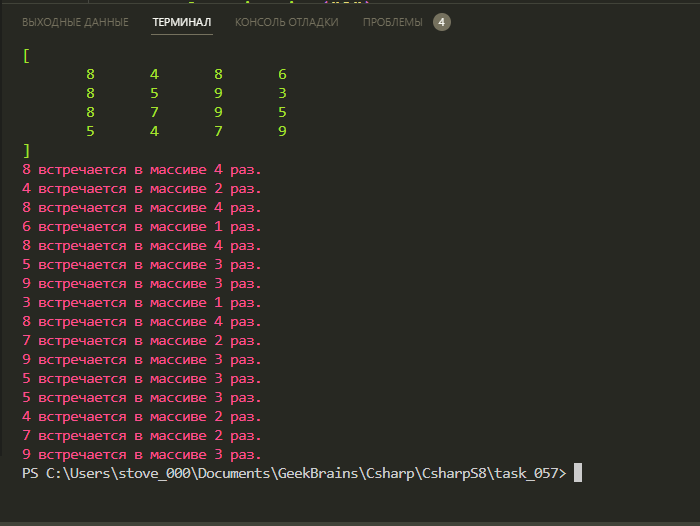 ВЫХОДНЫЕ ДАННЫЕ ТЕРМИНАЛ КОНСОЛЬ ОТЛАДКИ ПРОБЛЕМЫ 4
[
8 4 8 6
8 5 9 3
8 7 9 5
5 4 7 9
]
8 встречается в массиве 4 раз.
4 встречается в массиве 2 раз.
8 встречается в массиве 4 раз.
6 встречается в массиве 1 раз.
8 встречается в массиве 4 раз.
5 встречается в массиве 3 раз.
9 встречается в массиве 3 раз.
3 встречается в массиве 1 раз.
8 встречается в массиве 4 раз.
7 встречается в массиве 2 раз.
9 встречается в массиве 3 раз.
5 встречается в массиве 3 раз.
5 встречается в массиве 3 раз.
4 встречается в массиве 2 раз.
7 встречается в массиве 2 раз.
9 встречается в массиве 3 раз.
PS C:\Users\stove_000\Documents\GeekBrains\Csharp\CsharpS8\task_057>